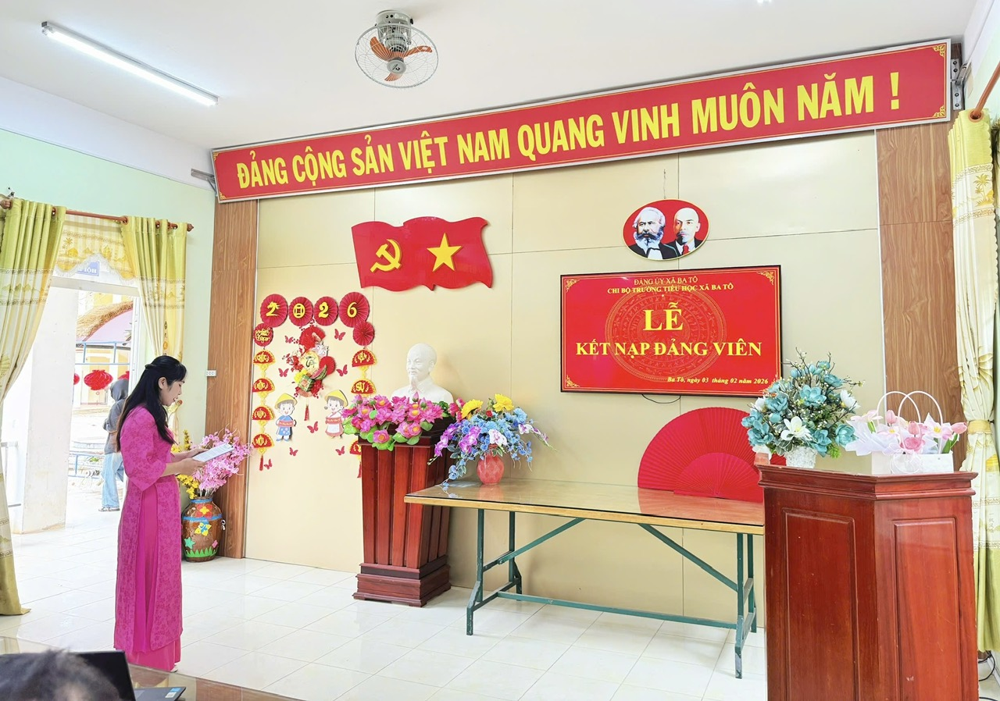 ĐẢNG CỘNG SẢN VIỆT NAM QUANG VINH MUÔN NĂM !
ĐẢNG ỦY XÃ BA TÔ
CHI BỘ TRƯỜNG TIỂU HỌC XÃ BA TÔ
LỄ
KẾT NẠP ĐẢNG VIÊN
Ba Tô, ngày 03 tháng 02 năm 2026
2026